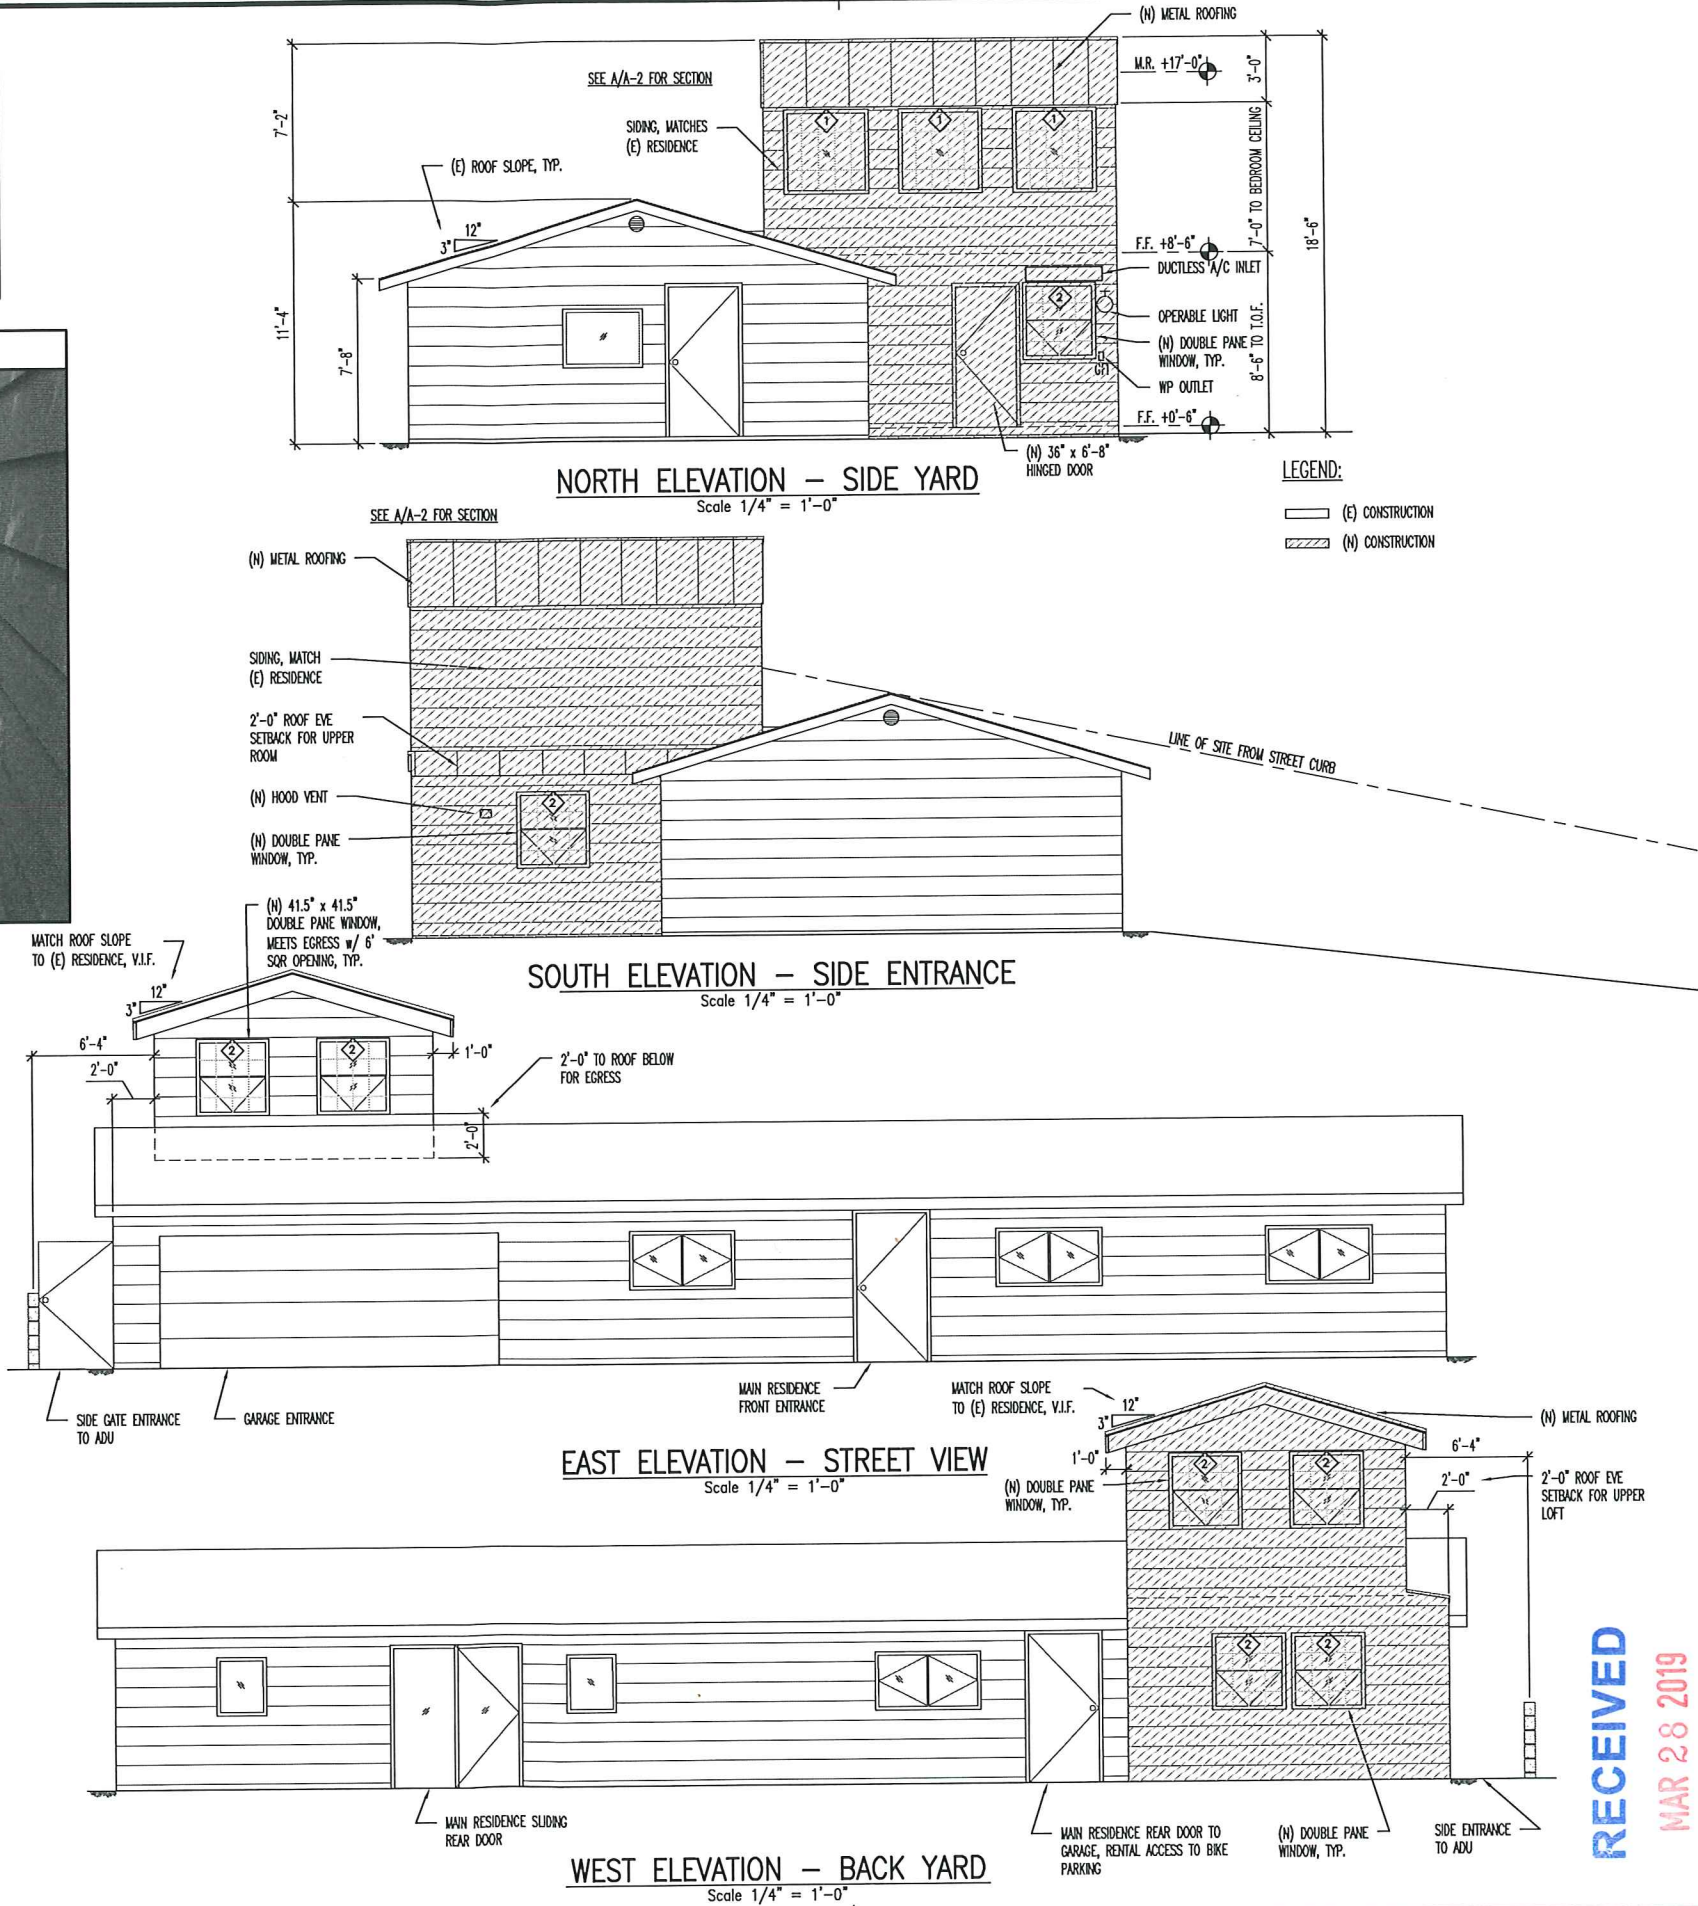 (N) METAL ROOFING
SEE A/A-2 FOR SECTION
M.R. +17'-0"
3'-0"
7'-2"
SIDING, MATCHES
(E) RESIDENCE
1
1
1
(E) ROOF SLOPE, TYP.
12"
3"
7'-0" TO BEDROOM CEILING
18'-6"
F.F. +8'-6"
DUCTLESS A/C INLET
2
OPERABLE LIGHT
(N) DOUBLE PANE
WINDOW, TYP.
8'-6" TO T.O.F.
GFI
WP OUTLET
11'-4"
7'-8"
F.F. +0'-6"
(N) 36" x 6'-8"
HINGED DOOR
NORTH ELEVATION – SIDE YARD
Scale 1/4" = 1'-0"
LEGEND:
(E) CONSTRUCTION
(N) CONSTRUCTION
SEE A/A-2 FOR SECTION
(N) METAL ROOFING
SIDING, MATCH
(E) RESIDENCE
2'-0" ROOF EVE
SETBACK FOR UPPER
ROOM
LINE OF SITE FROM STREET CURB
(N) HOOD VENT
2
(N) DOUBLE PANE
WINDOW, TYP.
SOUTH ELEVATION – SIDE ENTRANCE
Scale 1/4" = 1'-0"
(N) 41.5" x 41.5"
DOUBLE PANE WINDOW,
MEETS EGRESS w/ 6'
SQR OPENING, TYP.
MATCH ROOF SLOPE
TO (E) RESIDENCE, V.I.F.
12"
3"
6'-4"
2'-0"
2
2
1'-0"
2'-0" TO ROOF BELOW
FOR EGRESS
2'-0"
SIDE GATE ENTRANCE
TO ADU
GARAGE ENTRANCE
MAIN RESIDENCE
FRONT ENTRANCE
EAST ELEVATION – STREET VIEW
Scale 1/4" = 1'-0"
MATCH ROOF SLOPE
TO (E) RESIDENCE, V.I.F.
12"
3"
1'-0"
(N) METAL ROOFING
6'-4"
2'-0"
2'-0" ROOF EVE
SETBACK FOR UPPER
LOFT
(N) DOUBLE PANE
WINDOW, TYP.
2
2
2
2
MAIN RESIDENCE SLIDING
REAR DOOR
MAIN RESIDENCE REAR DOOR TO
GARAGE, RENTAL ACCESS TO BIKE
PARKING
(N) DOUBLE PANE
WINDOW, TYP.
SIDE ENTRANCE
TO ADU
WEST ELEVATION – BACK YARD
Scale 1/4" = 1'-0"
RECEIVED
MAR 28 2019